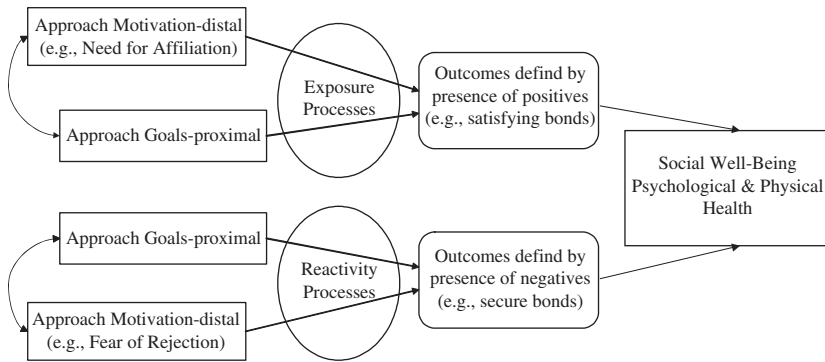 Approach Motivation-distal
(e.g., Need for Affiliation)
Approach Goals-proximal
Exposure
Processes
Outcomes defind by
presence of positives
(e.g., satisfying bonds)
Social Well-Being
Psychological & Physical
Health
Approach Goals-proximal
Approach Motivation-distal
(e.g., Fear of Rejection)
Reactivity
Processes
Outcomes defind by
presence of negatives
(e.g., secure bonds)